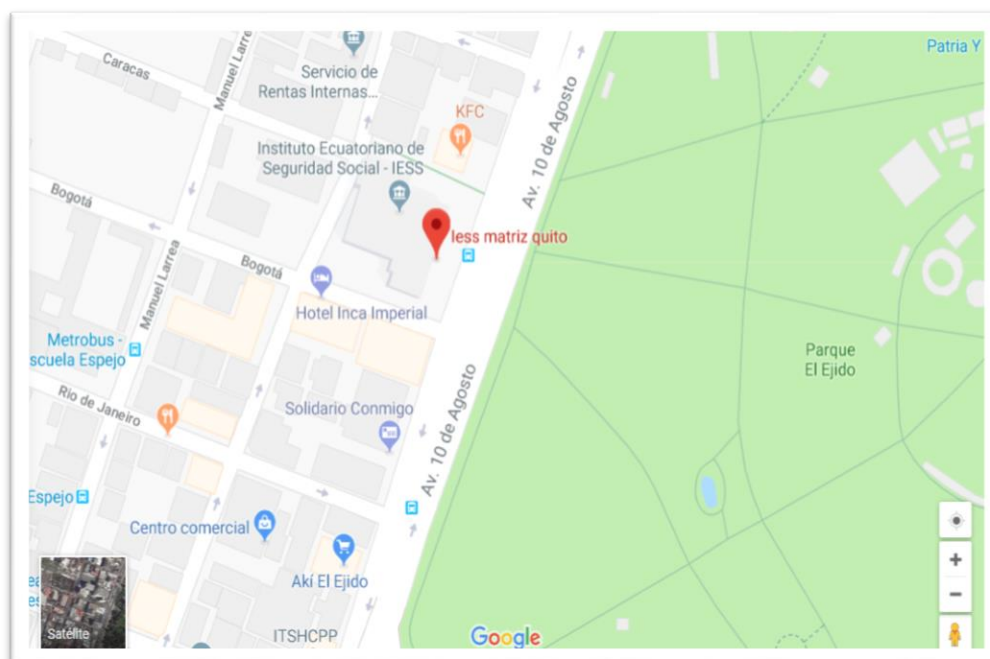 Patria Y
Caracas
Manuel Larre
Servicio de
Rentas Internas...
KFC
Av. 10 de Agosto
Instituto Ecuatoriano de
Seguridad Social - IESS
Bogotá
Iess matriz quito
Manuel Larrea
Bogotá
Hotel Inca Imperial
Metrobus -
scuela Espejo
Parque
El Ejido
Rio de Janeiro
Solidario Conmigo
Av. 10 de Agosto
Espejo
Centro comercial
Akí El Ejido
Satélite
ITSHCPP
Google